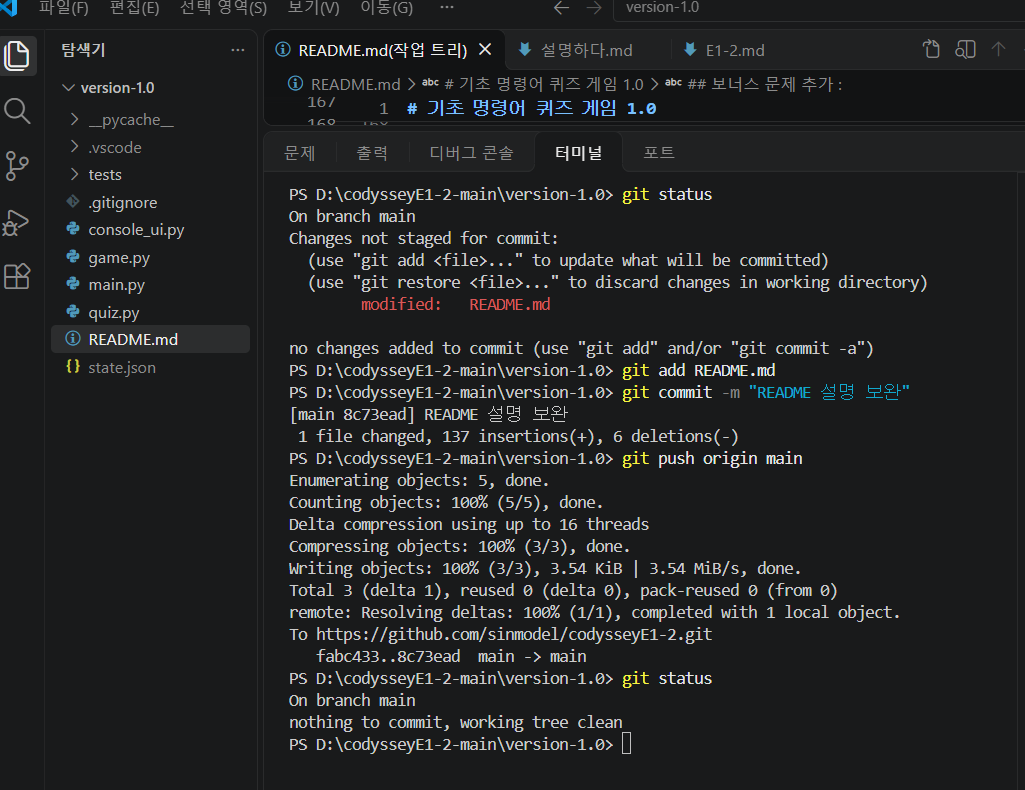 파일(F) 편집(E) 선택 영역(S) 보기(V) 이동(G) ··· version-1.0
탐색기 ···
version-1.0
__pycache__
.vscode
tests
.gitignore
console_ui.py
game.py
main.py
quiz.py
README.md
state.json
README.md(작업 트리) 설명하다.md E1-2.md
README.md > abc # 기초 명령어 퀴즈 게임 1.0 > abc ## 보너스 문제 추가 :
167 1 # 기초 명령어 퀴즈 게임 1.0
168 168
문제 출력 디버그 콘솔 터미널 포트
PS D:\codysseyE1-2-main\version-1.0> git status
On branch main
Changes not staged for commit:
(use "git add <file>..." to update what will be committed)
(use "git restore <file>..." to discard changes in working directory)
modified: README.md
no changes added to commit (use "git add" and/or "git commit -a")
PS D:\codysseyE1-2-main\version-1.0> git add README.md
PS D:\codysseyE1-2-main\version-1.0> git commit -m "README 설명 보완"
[main 8c73ead] README 설명 보완
1 file changed, 137 insertions(+), 6 deletions(-)
PS D:\codysseyE1-2-main\version-1.0> git push origin main
Enumerating objects: 5, done.
Counting objects: 100% (5/5), done.
Delta compression using up to 16 threads
Compressing objects: 100% (3/3), done.
Writing objects: 100% (3/3), 3.54 KiB | 3.54 MiB/s, done.
Total 3 (delta 1), reused 0 (delta 0), pack-reused 0 (from 0)
remote: Resolving deltas: 100% (1/1), completed with 1 local object.
To https://github.com/sinmodel/codysseyE1-2.git
fabc433..8c73ead main -> main
PS D:\codysseyE1-2-main\version-1.0> git status
On branch main
nothing to commit, working tree clean
PS D:\codysseyE1-2-main\version-1.0>